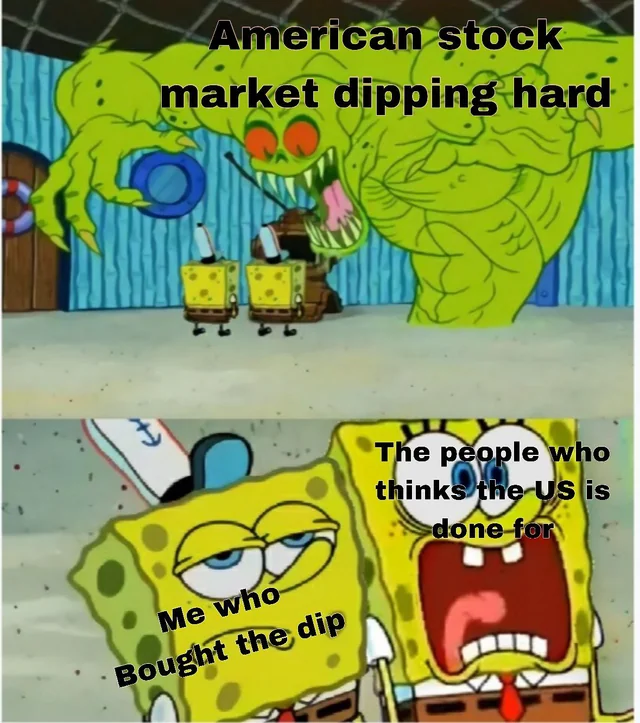 American stock
market dipping hard
The people who
thinks the US is
done for
Me who
Bought the dip